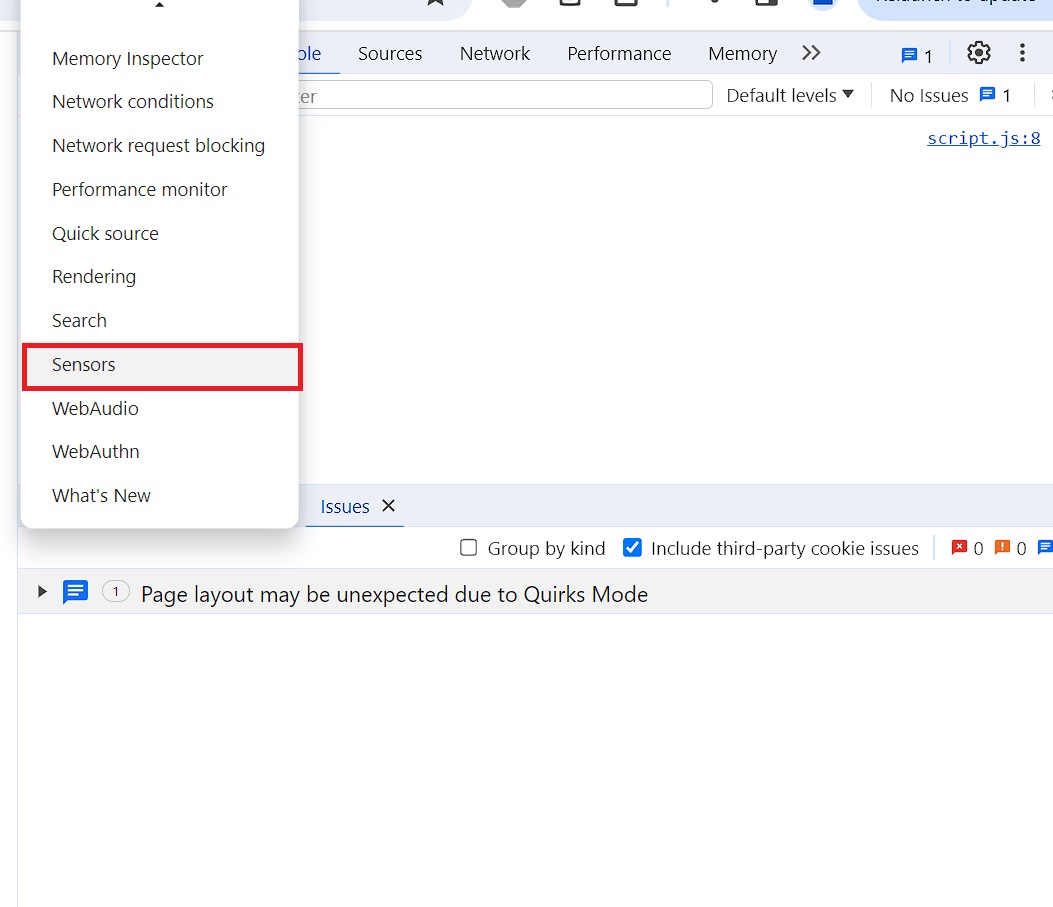 Memory Inspector
Network conditions
Network request blocking
Performance monitor
Quick source
Rendering
Search
Sensors
WebAudio
WebAuthn
What's New
Sources Network Performance Memory 1
Default levels No Issues 1
script.js:8
Issues
Group by kind Include third-party cookie issues 0 0
1 Page layout may be unexpected due to Quirks Mode